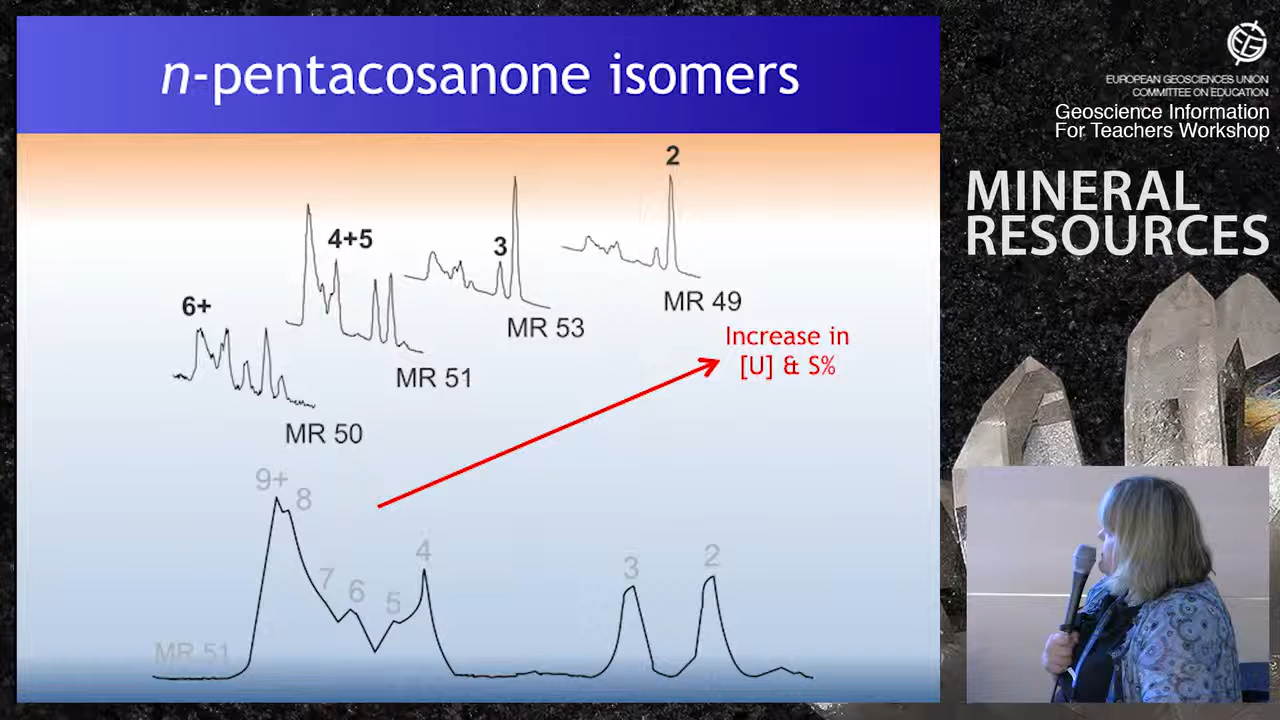 n-pentacosanone isomers
2
4+5
3
6+
MR 49
MR 53
Increase in
[U] & S%
MR 51
MR 50
9+
8
4
3
2
7
6
5
MR 51
EUROPEAN GEOSCIENCES UNION
COMMITTEE ON EDUCATION
Geoscience Information
For Teachers Workshop
MINERAL
RESOURCES